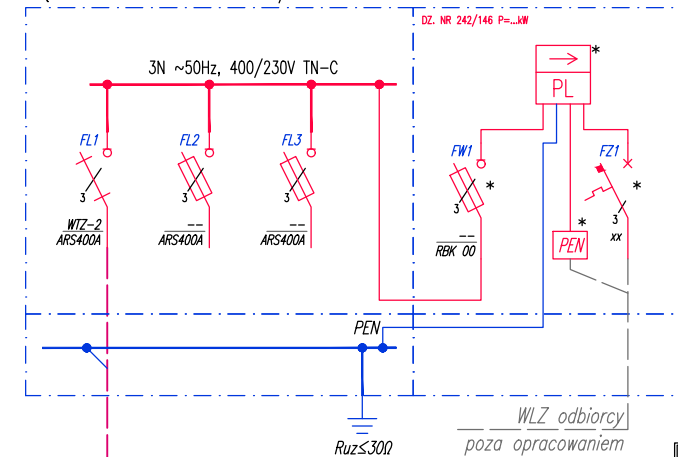 DZ. NR 242/146 P=...kW
3N ~50Hz, 400/230V TN-C
*
PL
FL1
FL2
FL3
FW1
FZ1
3
3
3
3
*
3
*
WTZ-2
ARS400A
--
ARS400A
--
ARS400A
--
RBK 00
*
PEN
xx
PEN
WLZ odbiorcy
poza opracowaniem
Ruz≤30Ω